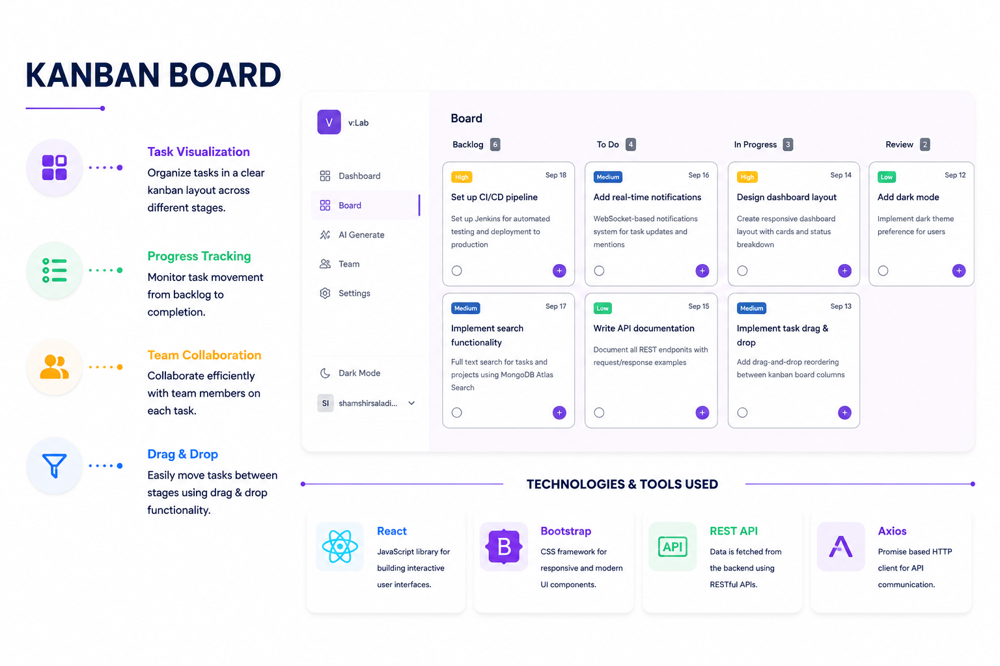 KANBAN BOARD
Task Visualization
Organize tasks in a clear
kanban layout across
different stages.
Progress Tracking
Monitor task movement
from backlog to
completion.
Team Collaboration
Collaborate efficiently
with team members on
each task.
Drag & Drop
Easily move tasks between
stages using drag & drop
functionality.
V
v:Lab
Dashboard
Board
AI Generate
Team
Settings
Dark Mode
SI
shamshirsaladi...
Board
Backlog 6
High
Sep 18
Set up CI/CD pipeline
Set up Jenkins for automated
testing and deployment to
production
Medium
Sep 17
Implement search
functionality
Full text search for tasks and
projects using MongoDB Atlas
Search
To Do 4
Medium
Sep 16
Add real-time notifications
WebSocket-based notifications
system for task updates and
mentions
Low
Sep 15
Write API documentation
Document all REST endponits with
request/response examples
In Progress 3
High
Sep 14
Design dashboard layout
Create responsive dashboard
layout with cards and status
breakdown
Medium
Sep 13
Implement task drag &
drop
Add drag-and-drop reordering
between kanban board columns
Review 2
Low
Sep 12
Add dark mode
Implement dark theme
preference for users
TECHNOLOGIES & TOOLS USED
React
JavaScript library for
building interactive
user interfaces.
B
Bootstrap
CSS framework for
responsive and modern
UI components.
API
REST API
Data is fetched from
the backend using
RESTful APIs.
Axios
Promise based HTTP
client for API
communication.